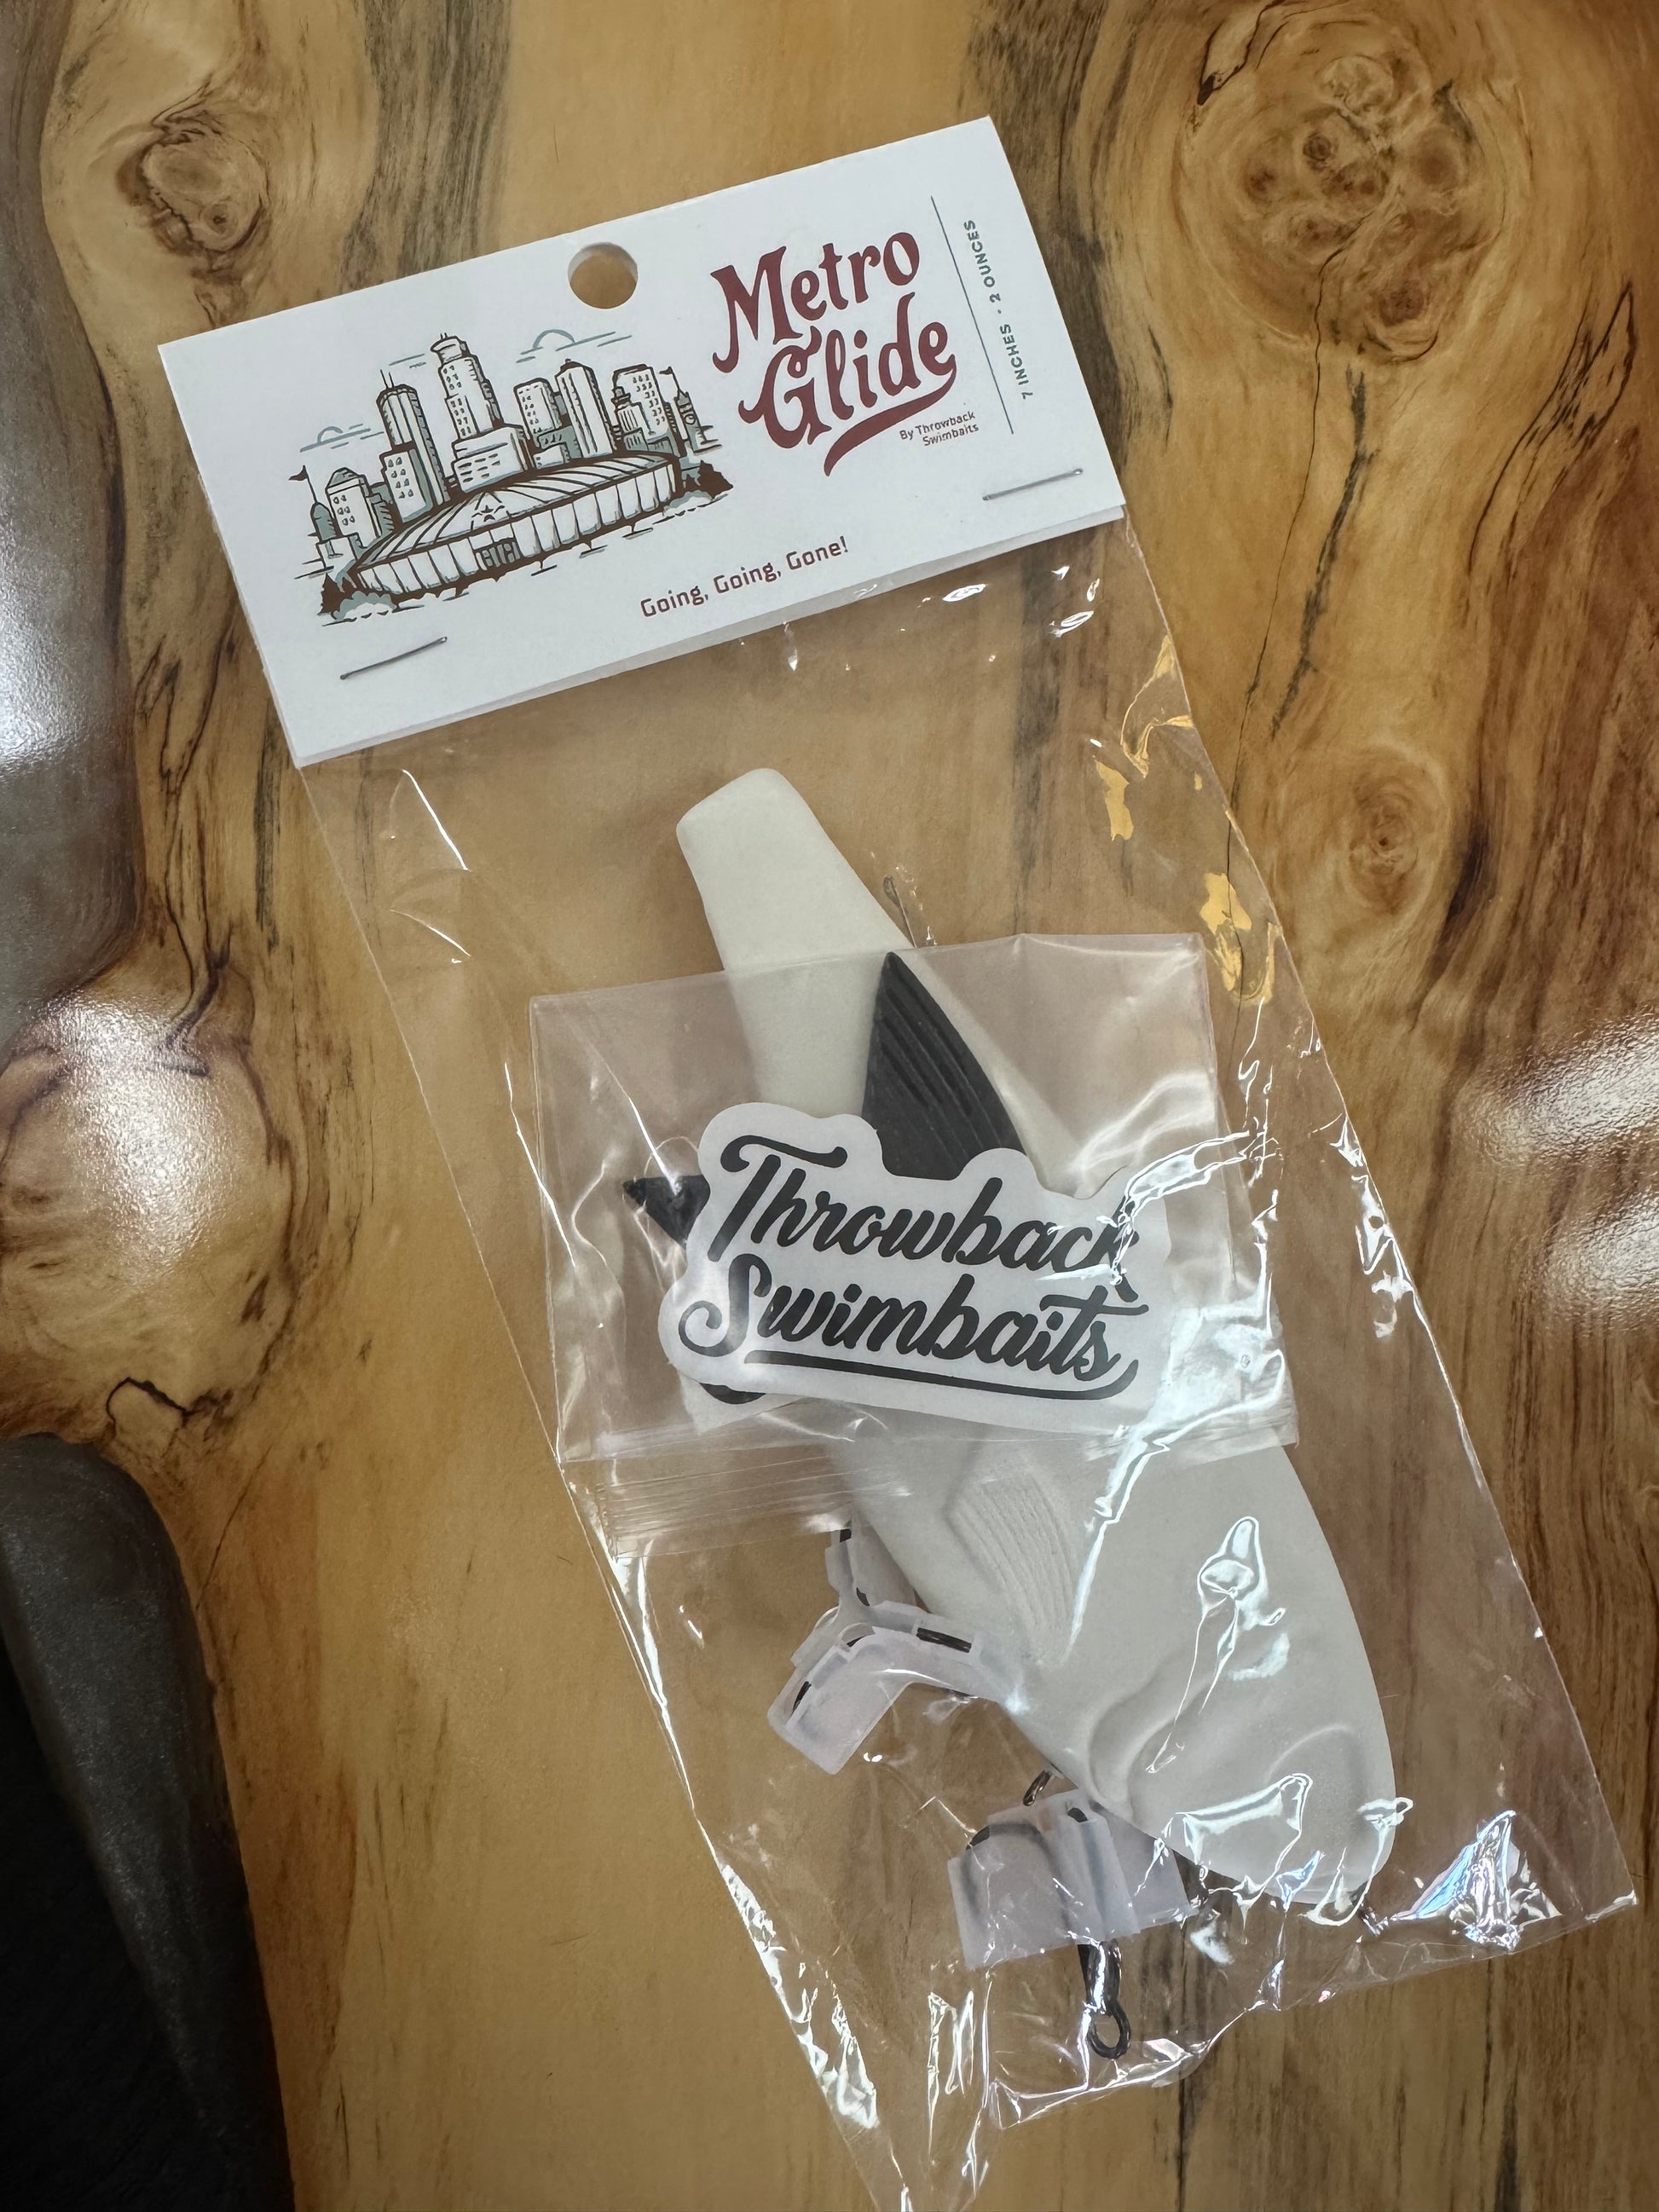 Metro
Glide
By Throwback
Swimbaits
7 INCHES • 2 OUNCES
Going, Going, Gone!
Throwback
Swimbaits